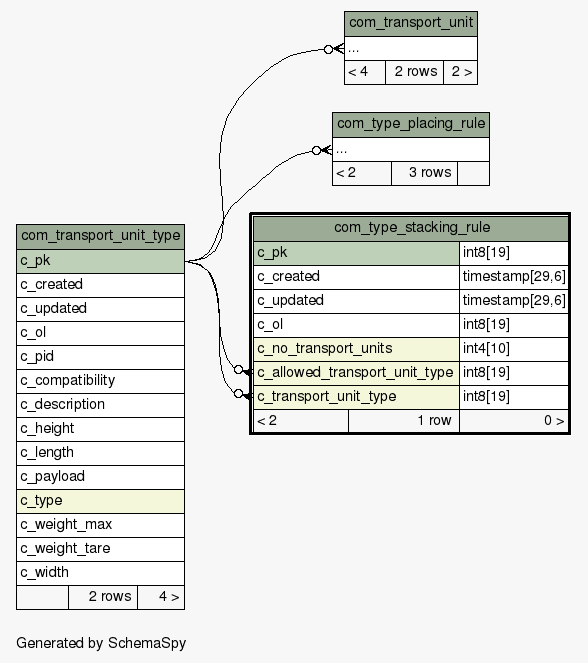 com_transport_unit
...
< 4 2 rows 2 >
com_type_placing_rule
...
< 2 3 rows
com_transport_unit_type
c_pk
c_created
c_updated
c_ol
c_pid
c_compatibility
c_description
c_height
c_length
c_payload
c_type
c_weight_max
c_weight_tare
c_width
2 rows 4 >
com_type_stacking_rule
c_pk int8[19]
c_created timestamp[29,6]
c_updated timestamp[29,6]
c_ol int8[19]
c_no_transport_units int4[10]
c_allowed_transport_unit_type int8[19]
c_transport_unit_type int8[19]
< 2 1 row 0 >
Generated by SchemaSpy